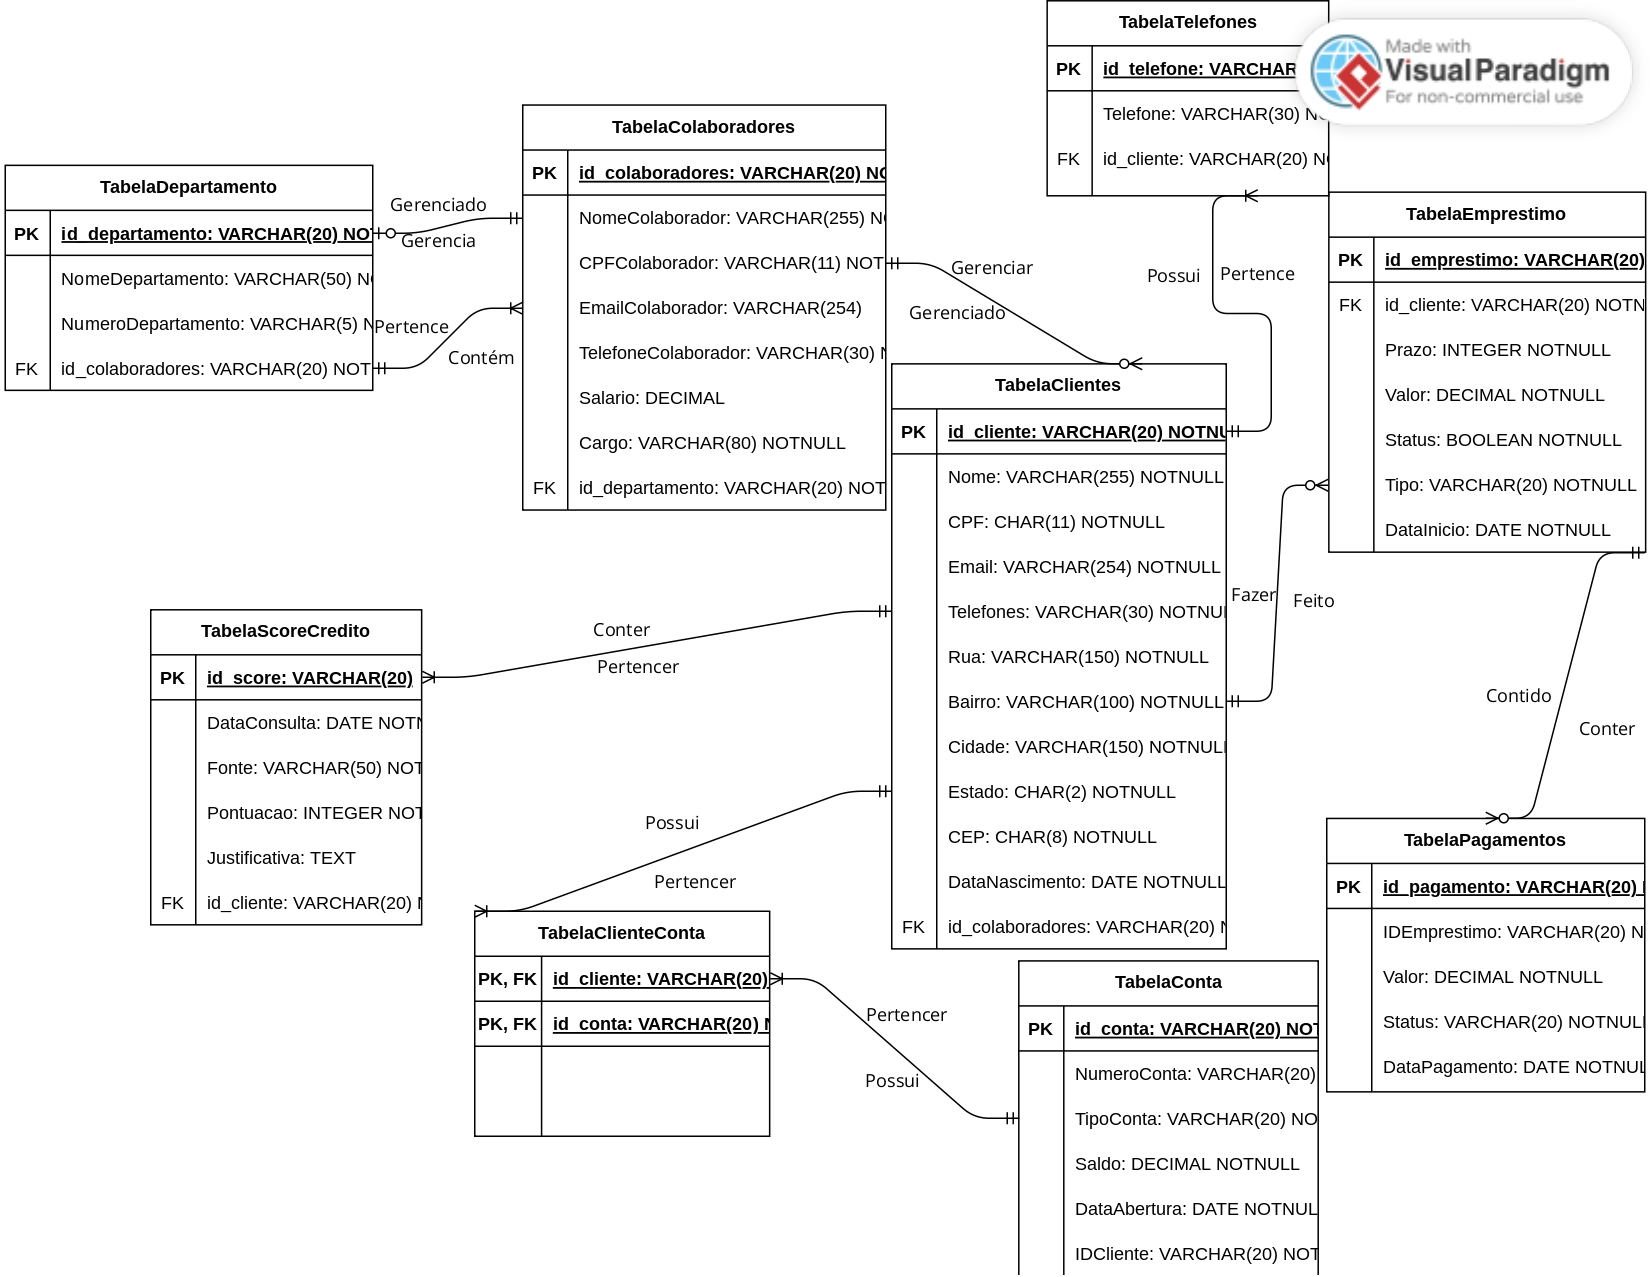 TabelaTelefones
PK id_telefone: VARCHAR
Telefone: VARCHAR(30)
FK id_cliente: VARCHAR(20)
Made with
Visual Paradigm
For non-commercial use
TabelaColaboradores
PK id_colaboradores: VARCHAR(20)
NomeColaborador: VARCHAR(255)
CPFColaborador: VARCHAR(11) NOT
EmailColaborador: VARCHAR(254)
TelefoneColaborador: VARCHAR(30)
Salario: DECIMAL
Cargo: VARCHAR(80) NOTNULL
FK id_departamento: VARCHAR(20) NOT
TabelaDepartamento
PK id_departamento: VARCHAR(20) NOT
NomeDepartamento: VARCHAR(50)
NumeroDepartamento: VARCHAR(5)
FK id_colaboradores: VARCHAR(20) NOT
Gerenciado
Gerencia
Pertence
Contém
Gerenciar
Gerenciado
Possui
Pertence
TabelaEmprestimo
PK id_emprestimo: VARCHAR(20)
FK id_cliente: VARCHAR(20) NOTN
Prazo: INTEGER NOTNULL
Valor: DECIMAL NOTNULL
Status: BOOLEAN NOTNULL
Tipo: VARCHAR(20) NOTNULL
DataInicio: DATE NOTNULL
TabelaClientes
PK id_cliente: VARCHAR(20) NOTNU
Nome: VARCHAR(255) NOTNULL
CPF: CHAR(11) NOTNULL
Email: VARCHAR(254) NOTNULL
Telefones: VARCHAR(30) NOTNUL
Rua: VARCHAR(150) NOTNULL
Bairro: VARCHAR(100) NOTNULL
Cidade: VARCHAR(150) NOTNULL
Estado: CHAR(2) NOTNULL
CEP: CHAR(8) NOTNULL
DataNascimento: DATE NOTNULL
FK id_colaboradores: VARCHAR(20)
Fazer
Feito
Contido
Conter
TabelaScoreCredito
PK id_score: VARCHAR(20)
DataConsulta: DATE NOTN
Fonte: VARCHAR(50) NOT
Pontuacao: INTEGER NOT
Justificativa: TEXT
FK id_cliente: VARCHAR(20)
Conter
Pertencer
Possui
Pertencer
TabelaClienteConta
PK, FK id_cliente: VARCHAR(20)
PK, FK id_conta: VARCHAR(20)
Pertencer
Possui
TabelaConta
PK id_conta: VARCHAR(20) NOT
NumeroConta: VARCHAR(20)
TipoConta: VARCHAR(20) NO
Saldo: DECIMAL NOTNULL
DataAbertura: DATE NOTNUL
IDCliente: VARCHAR(20) NOT
TabelaPagamentos
PK id_pagamento: VARCHAR(20)
IDEmprestimo: VARCHAR(20) N
Valor: DECIMAL NOTNULL
Status: VARCHAR(20) NOTNULL
DataPagamento: DATE NOTNUL